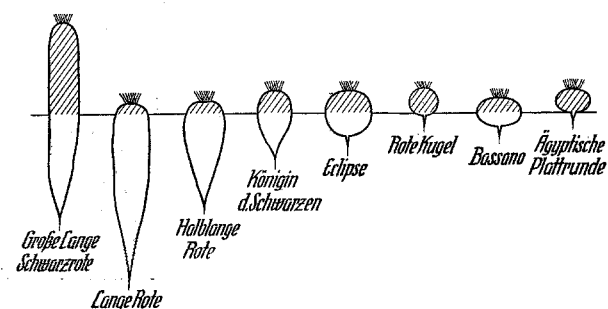 Große Lange
Schwarzrote
Lange Rote
Halblange
Rote
Königin
d. Schwarzen
Eclipse
Rote Kugel
Bassano
Ägyptische
Plattrunde